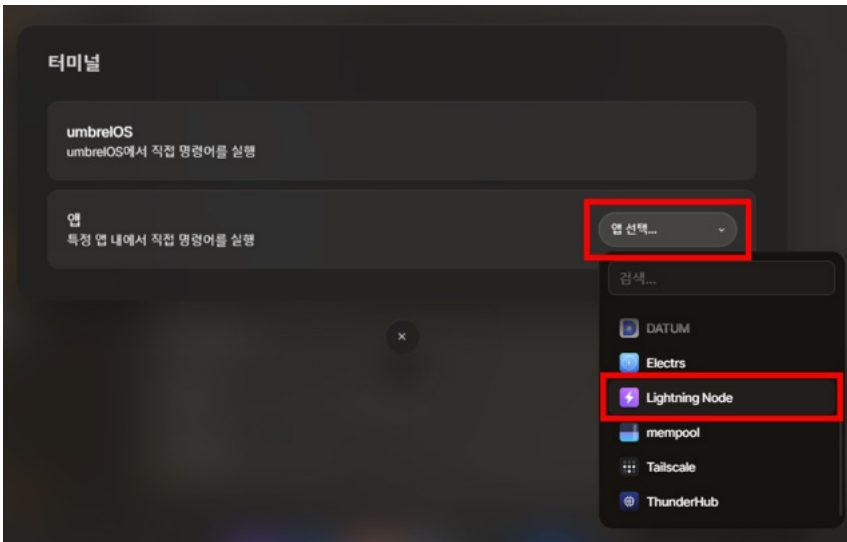 터미널
umbrelOS
umbrelOS에서 직접 명령어를 실행
앱
특정 앱 내에서 직접 명령어를 실행
앱 선택...
검색...
DATUM
Electrs
Lightning Node
mempool
Tailscale
ThunderHub